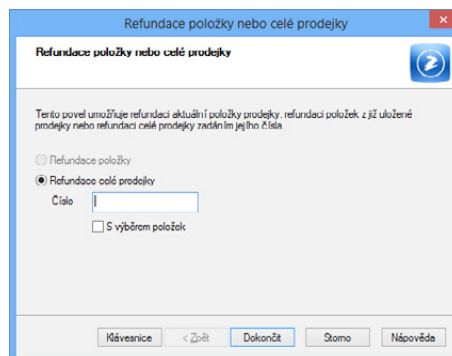 Refundace položky nebo celé prodejky
Refundace položky nebo celé prodejky
Tento povel umožňuje refundaci aktuální položky prodejky, refundaci položek z již uložené
prodejky nebo refundaci celé prodejky zadáním jejího čísla.
Refundace položky
Refundace celé prodejky
Číslo
S výběrem položek
Klávesnice < Zpět Dokončit Storno Nápověda